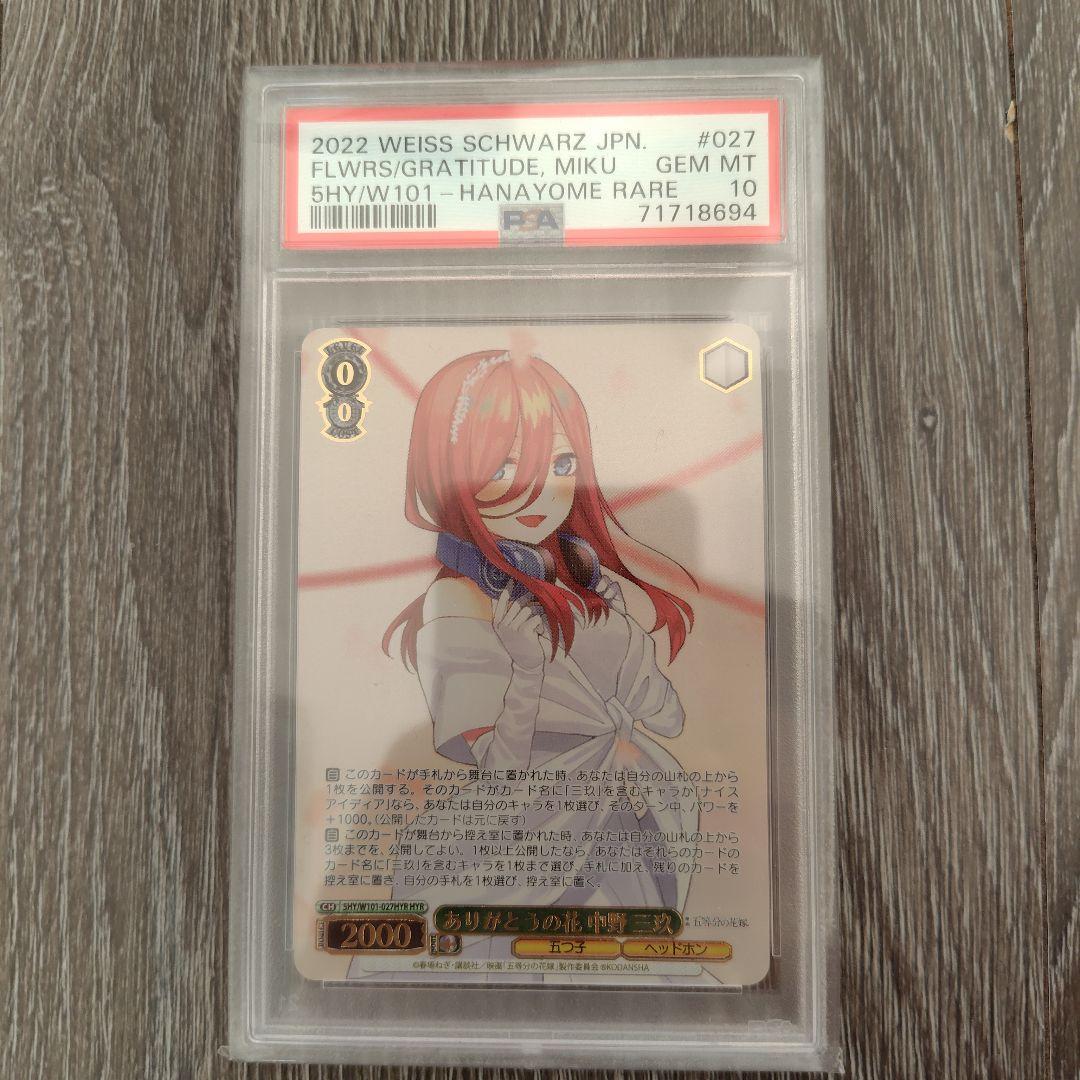 2022 WEISS SCHWARZ JPN. #027
FLWRS/GRATITUDE, MIKU GEM MT
5HY/W101-HANAYOME RARE 10
PSA 71718694
0
0
自 このカードが手札から舞台に置かれた時、あなたは自分の山札の上から
1枚を公開する。そのカードがカード名に「三玖」を含むキャラか「ナイス
アイディア」なら、あなたは自分のキャラを1枚選び、そのターン中、パワーを
+1000。(公開したカードは元に戻す)
自 このカードが舞台から控え室に置かれた時、あなたは自分の山札の上から
3枚までを、公開してよい。1枚以上公開したなら、あなたはそれらのカードの
カード名に「三玖」を含むキャラを1枚まで選び、手札に加え、残りのカードを
控え室に置き、自分の手札を1枚選び、控え室に置く。
CH 5HY/W101-027HYR HYR
ありがとうの花 中野 三玖 五等分の花嫁
2000
五つ子 ヘッドホン
©春場ねぎ・講談社/映画「五等分の花嫁」製作委員会 ®KODANSHA